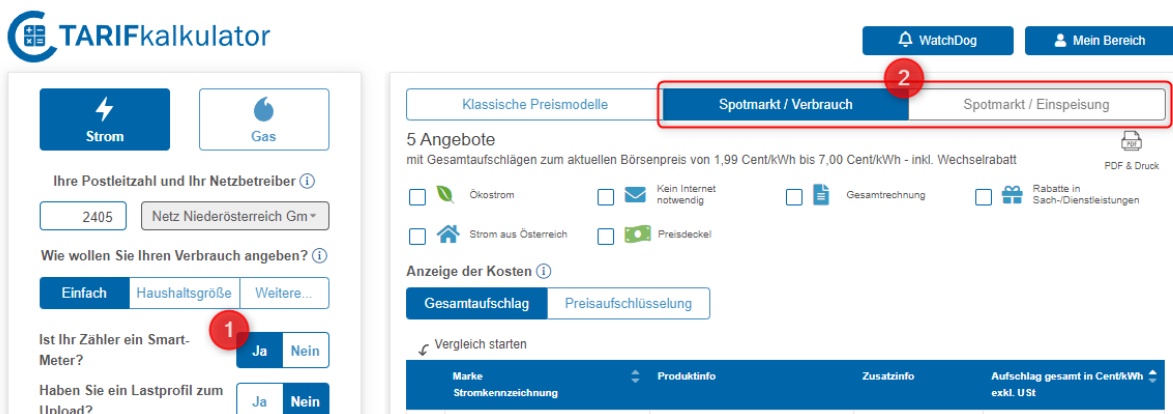 TARIFkalkulator
WatchDog
Mein Bereich
Strom
Gas
Ihre Postleitzahl und Ihr Netzbetreiber
2405
Netz Niederösterreich Gm
Wie wollen Sie Ihren Verbrauch angeben?
Einfach
Haushaltsgröße
Weitere...
1
Ist Ihr Zähler ein Smart-
Meter?
Ja
Nein
Haben Sie ein Lastprofil zum
Upload?
Ja
Nein
2
Klassische Preismodelle
Spotmarkt / Verbrauch
Spotmarkt / Einspeisung
5 Angebote
mit Gesamtaufschlägen zum aktuellen Börsenpreis von 1,99 Cent/kWh bis 7,00 Cent/kWh - inkl. Wechselrabatt
PDF
PDF & Druck
Ökostrom
Kein Internet
notwendig
Gesamtrechnung
Rabatte in
Sach-/Dienstleistungen
Strom aus Österreich
Preisdeckel
Anzeige der Kosten
Gesamtaufschlag
Preisaufschlüsselung
Vergleich starten
Marke
Stromkennzeichnung
Produktinfo
Zusatzinfo
Aufschlag gesamt in Cent/kWh
exkl. USt